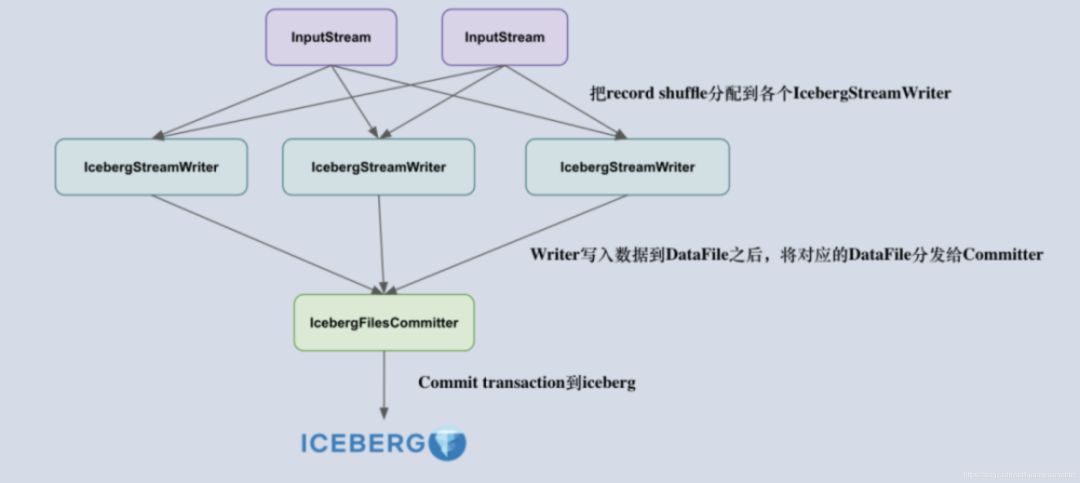 InputStream
InputStream
把record shuffle分配到各个IcebergStreamWriter
IcebergStreamWriter
IcebergStreamWriter
IcebergStreamWriter
Writer写入数据到DataFile之后，将对应的DataFile分发给Committer
IcebergFilesCommitter
Commit transaction到iceberg
ICEBERG